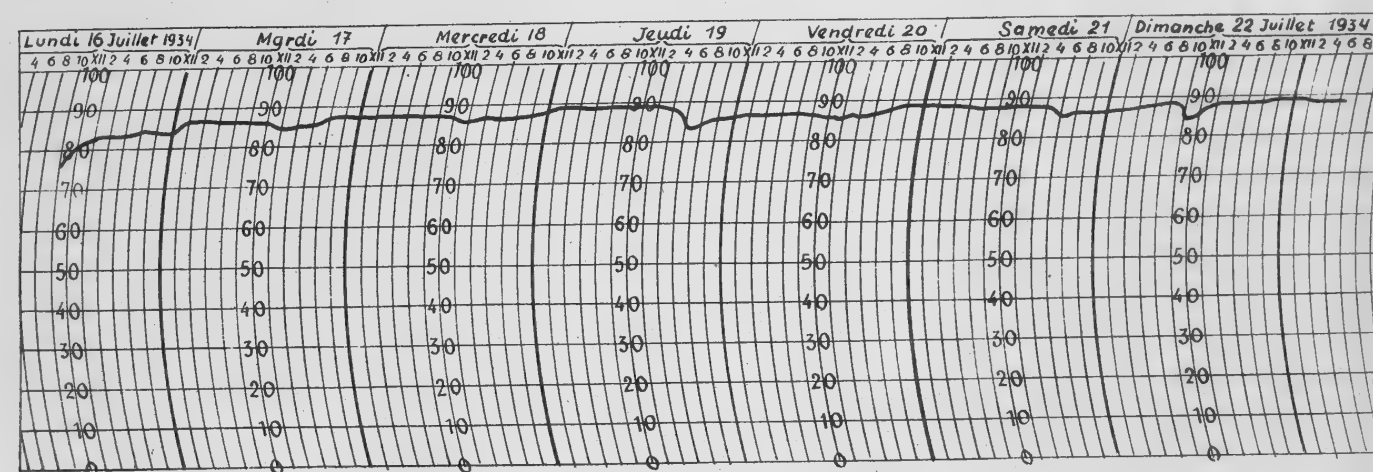 Lundi 16 Juillet 1934 Mardi 17 Mercredi 18 Jeudi 19 Vendredi 20 Samedi 21 Dimanche 22 Juillet 1934
4 6 8 10 XII 2 4 6 8 10 XII 2 4 6 8 10 XII 2 4 6 8 10 XII 2 4 6 8 10 XII 2 4 6 8 10 XII 2 4 6 8 10 XII 2 4 6 8 10 XII 2 4 6 8 10 XII 2 4 6 8 10 XII 2 4 6 8 10 XII 2 4 6 8 10 XII 2 4 6 8 10 XII 2 4 6 8
100 100 100 100 100 100 100
90 90 90 90 90 90 90
80 80 80 80 80 80 80
70 70 70 70 70 70 70
60 60 60 60 60 60 60
50 50 50 50 50 50 50
40 40 40 40 40 40 40
30 30 30 30 30 30 30
20 20 20 20 20 20 20
10 10 10 10 10 10 10
0 0 0 0 0 0 0